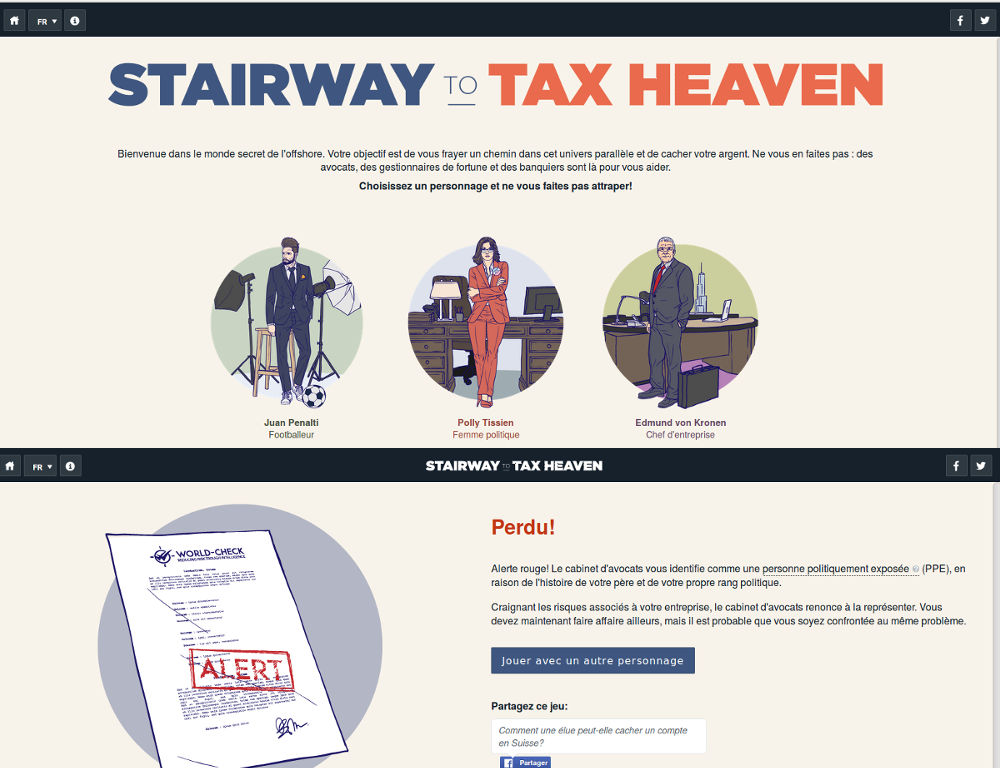 FR
STAIRWAY TO TAX HEAVEN
Bienvenue dans le monde secret de l'offshore. Votre objectif est de vous frayer un chemin dans cet univers parallèle et de cacher votre argent. Ne vous en faites pas : des
avocats, des gestionnaires de fortune et des banquiers sont là pour vous aider.
Choisissez un personnage et ne vous faites pas attraper!
Juan Penalti
Footballeur
Polly Tissien
Femme politique
Edmund von Kronen
Chef d'entreprise
FR
STAIRWAY TO TAX HEAVEN
WORLD-CHECK
ALERT
Perdu!
Alerte rouge! Le cabinet d'avocats vous identifie comme une personne politiquement exposée (PPE), en
raison de l'histoire de votre père et de votre propre rang politique.
Craignant les risques associés à votre entreprise, le cabinet d'avocats renonce à la représenter. Vous
devez maintenant faire affaire ailleurs, mais il est probable que vous soyez confrontée au même problème.
Jouer avec un autre personnage
Partagez ce jeu:
Comment une élue peut-elle cacher un compte
en Suisse?
Partager